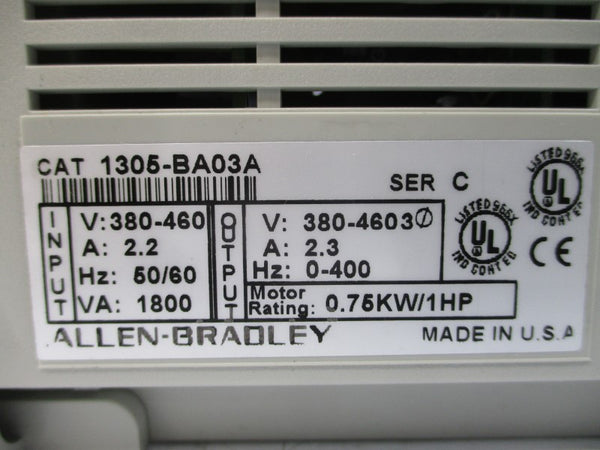 CAT 1305-BA03A
SER C
LISTED 966X
UL
IND CONT EQ
LISTED 966X
UL
IND CONT EQ
CE
INPUT
V: 380-460
A: 2.2
Hz: 50/60
VA: 1800
OUTPUT
V: 380-460 3Ø
A: 2.3
Hz: 0-400
Motor
Rating: 0.75KW/1HP
ALLEN-BRADLEY
MADE IN U.S.A